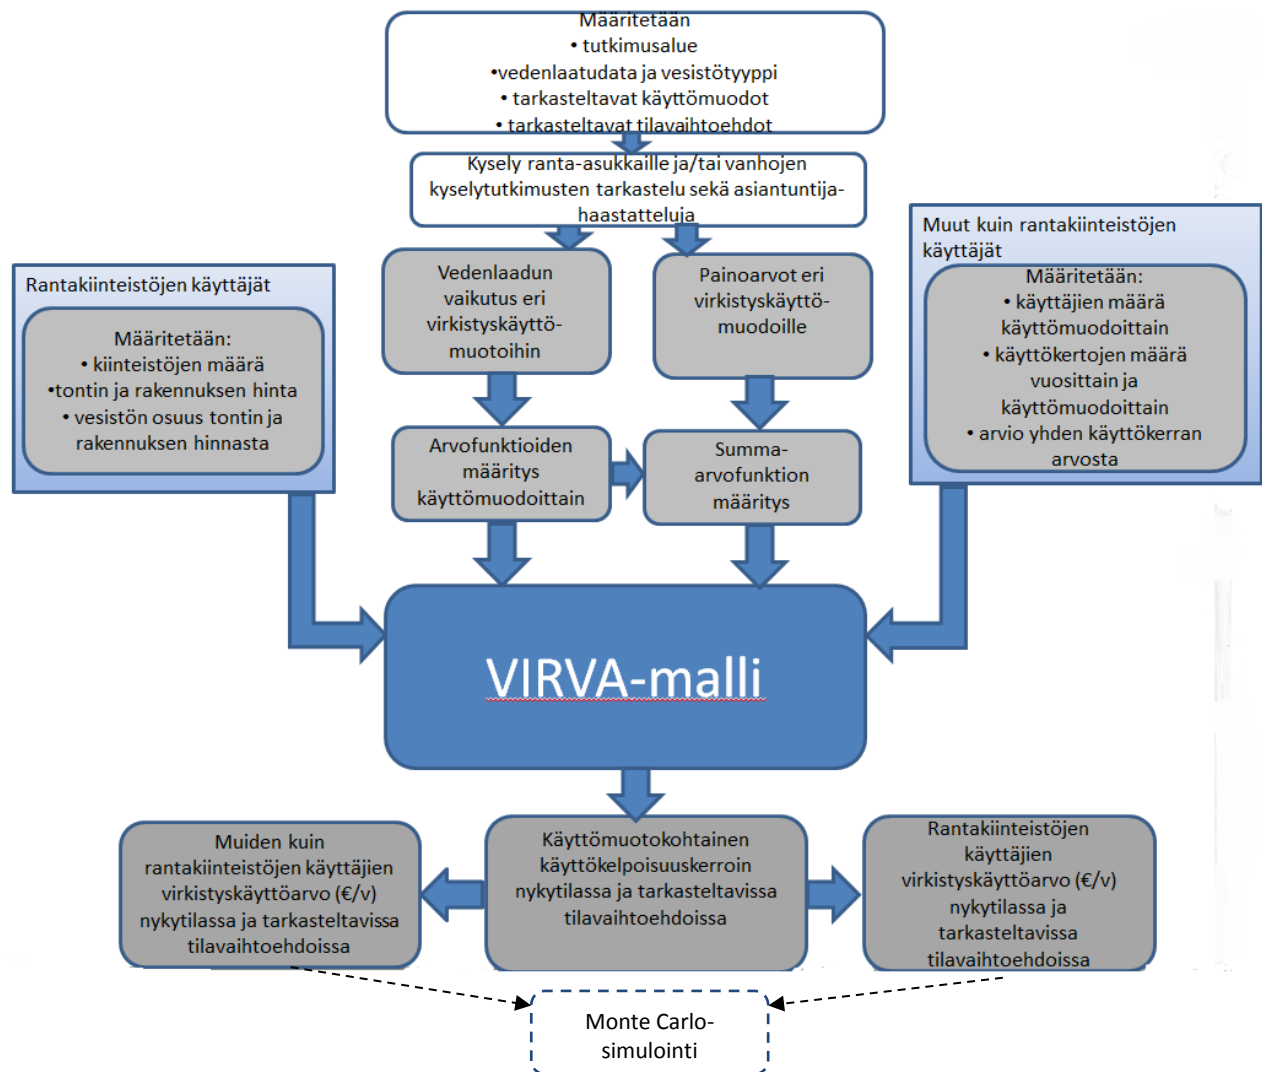 Määritetään
• tutkimusalue
•vedenlaatudata ja vesistötyyppi
• tarkasteltavat käyttömuodot
• tarkasteltavat tilavaihtoehdot
Kysely ranta-asukkaille ja/tai vanhojen
kyselytutkimusten tarkastelu sekä asiantuntija-
haastatteluja
Rantakiinteistöjen käyttäjät
Määritetään:
• kiinteistöjen määrä
•tontin ja rakennuksen hinta
• vesistön osuus tontin ja
rakennuksen hinnasta
Vedenlaadun
vaikutus eri
virkistyskäyttö-
muotoihin
Painoarvot eri
virkistyskäyttö-
muodoille
Muut kuin rantakiinteistöjen
käyttäjät
Määritetään:
• käyttäjien määrä
käyttömuodoittain
• käyttökertojen määrä
vuosittain ja
käyttömuodoittain
• arvio yhden käyttökerran
arvosta
Arvofunktioiden
määritys
käyttömuodoittain
Summa-
arvofunktion
määritys
VIRVA-malli
Muiden kuin
rantakiinteistöjen käyttäjien
virkistyskäyttöarvo (€/v)
nykytilassa ja tarkasteltavissa
tilavaihtoehdoissa
Käyttömuotokohtainen
käyttökelpoisuuskerroin
nykytilassa ja tarkasteltavissa
tilavaihtoehdoissa
Rantakiinteistöjen
käyttäjien
virkistyskäyttöarvo (€/v)
nykytilassa ja
tarkasteltavissa
tilavaihtoehdoissa
Monte Carlo-
simulointi